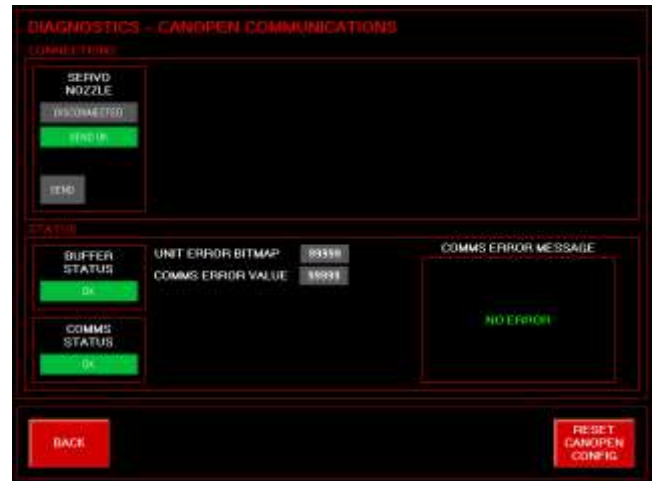 DIAGNOSTICS - CANOPEN COMMUNICATIONS
CONNECTIONS
SERVO
NOZZLE
DISCONNECTED
SEND OK
SEND
STATUS
BUFFER
STATUS
OK
UNIT ERROR BITMAP
COMMS ERROR VALUE
COMMS ERROR MESSAGE
NO ERROR
COMMS
STATUS
OK
BACK
RESET
CANOPEN
CONFIG